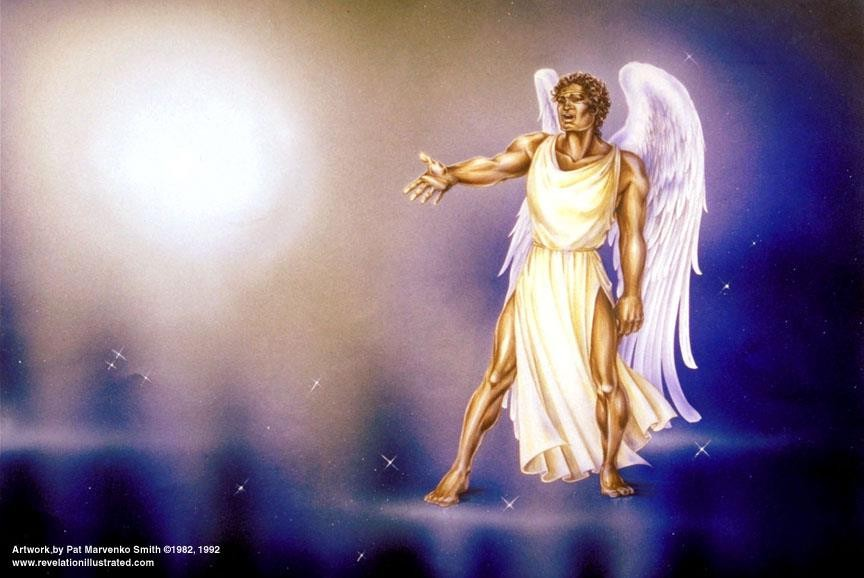 Artwork by Pat Marvenko Smith ©1982, 1992
www.revelationillustrated.com